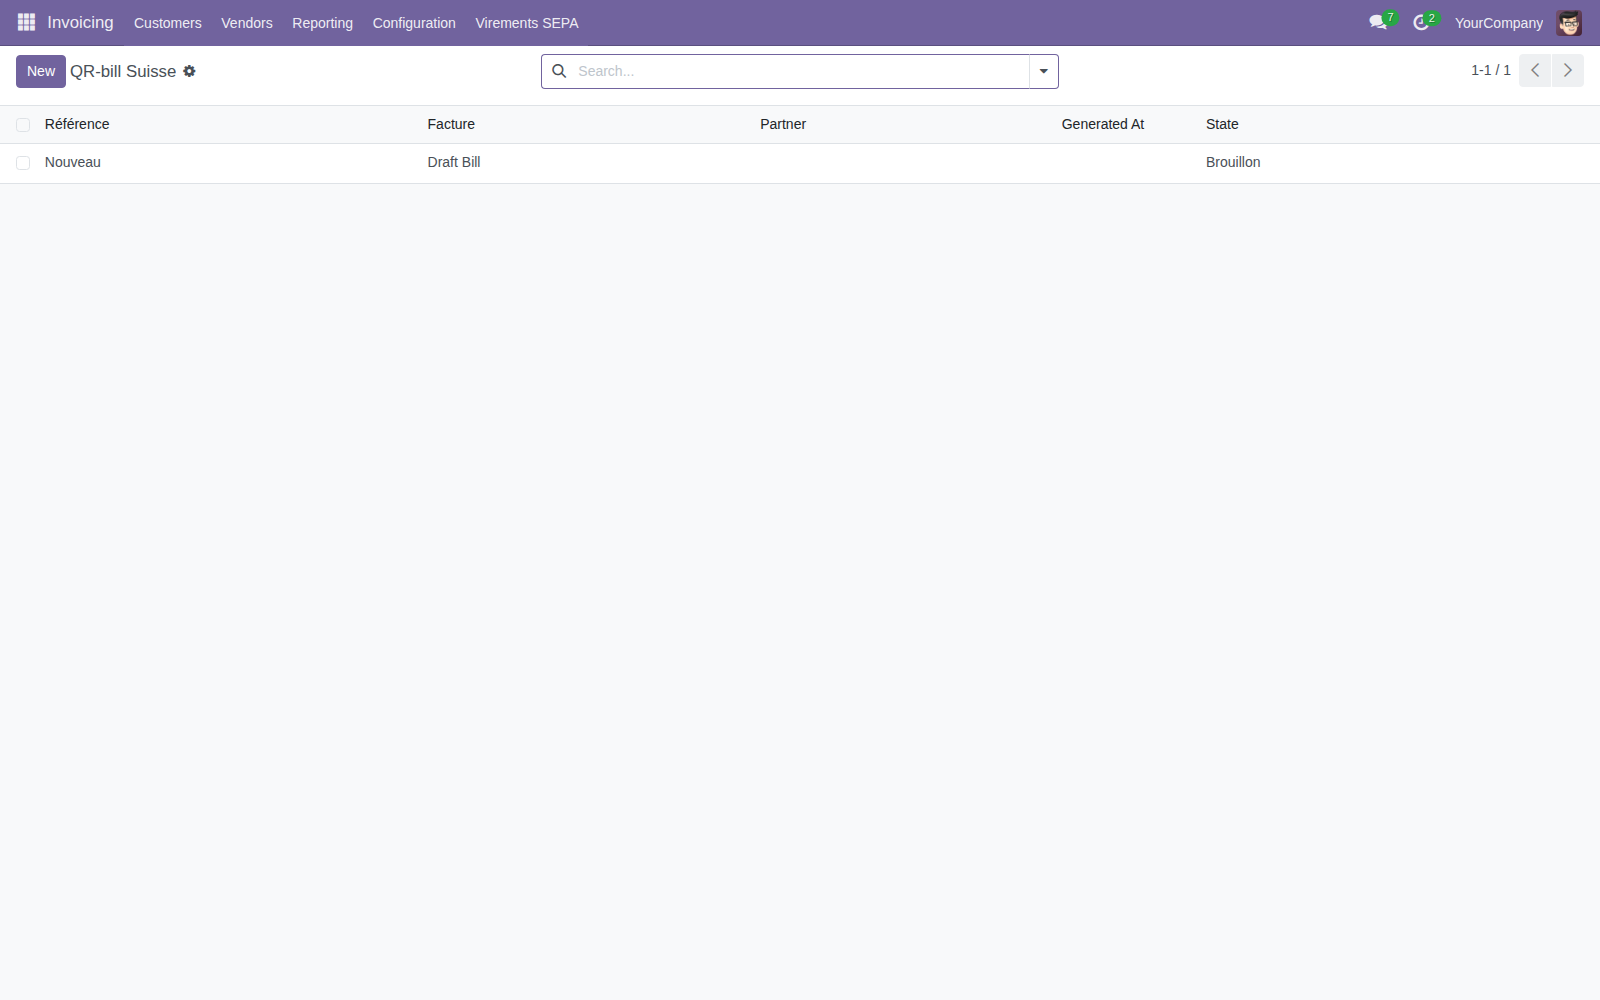 Invoicing Customers Vendors Reporting Configuration Virements SEPA 7 2 YourCompany
New QR-bill Suisse Search... 1-1 / 1
Référence Facture Partner Generated At State
Nouveau Draft Bill Brouillon